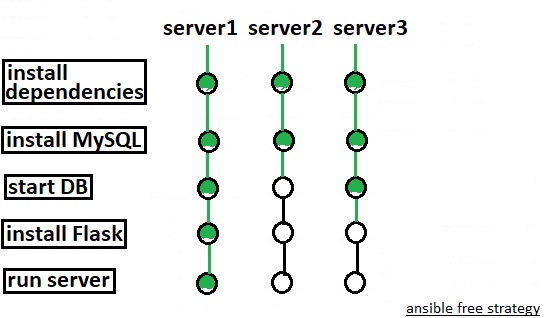 server1 server2 server3
install
dependencies
install MySQL
start DB
install Flask
run server
ansible free strategy